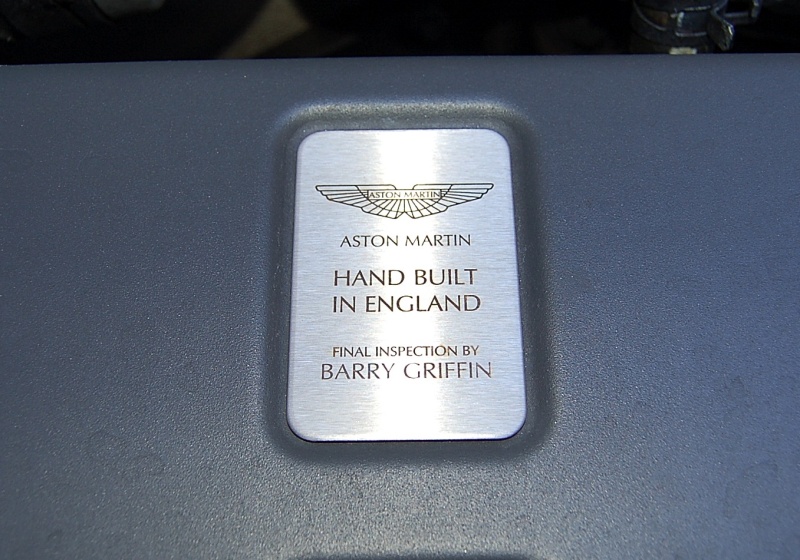 ASTON MARTIN
ASTON MARTIN
HAND BUILT
IN ENGLAND
FINAL INSPECTION BY
BARRY GRIFFIN